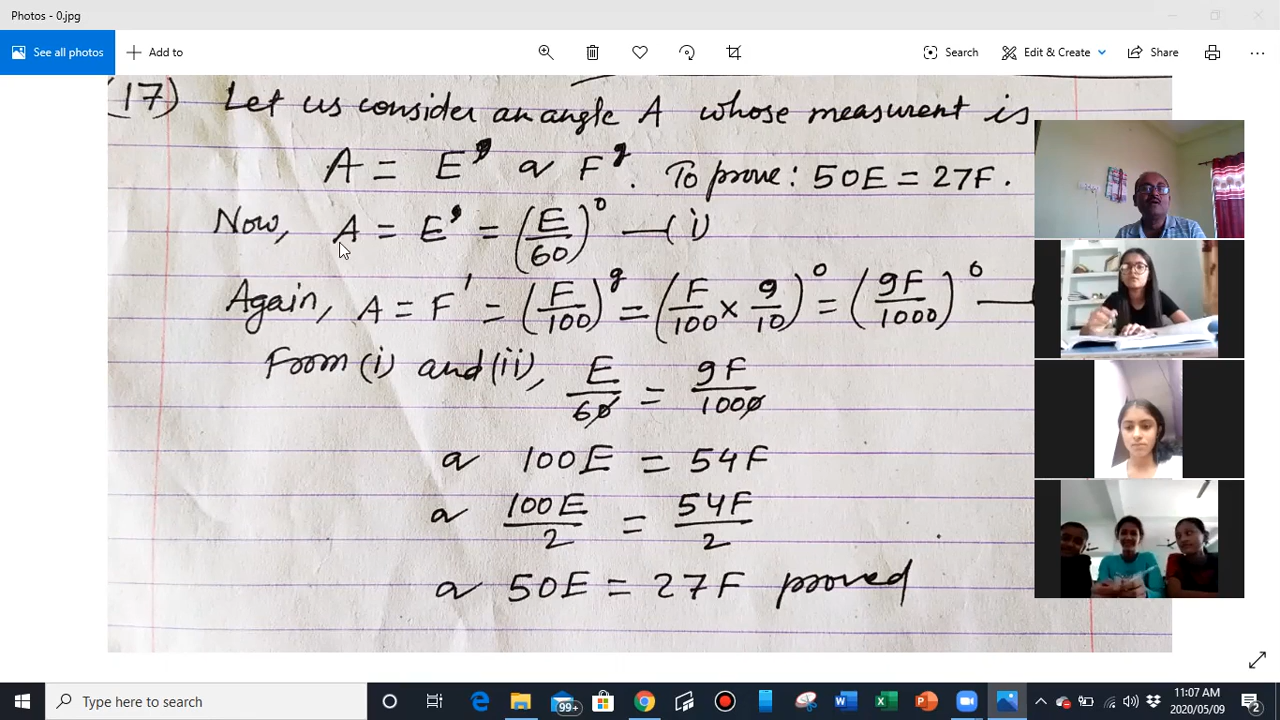 Photos - 0.jpg
See all photos
Add to
Search
Edit & Create
Share
(17) Let us consider an angle A whose measurent is
A = E' or F'. To prove: 50E = 27F.
Now, A = E' = (E/60)° —(i)
Again, A = F' = (F/100)^g = (F/100 × 9/10)° = (9F/1000)° —
From (i) and (ii), E/60 = 9F/1000
or 100E = 54F
or 100E/2 = 54F/2
or 50E = 27F proved
Type here to search
99+
11:07 AM
2020/05/09
2